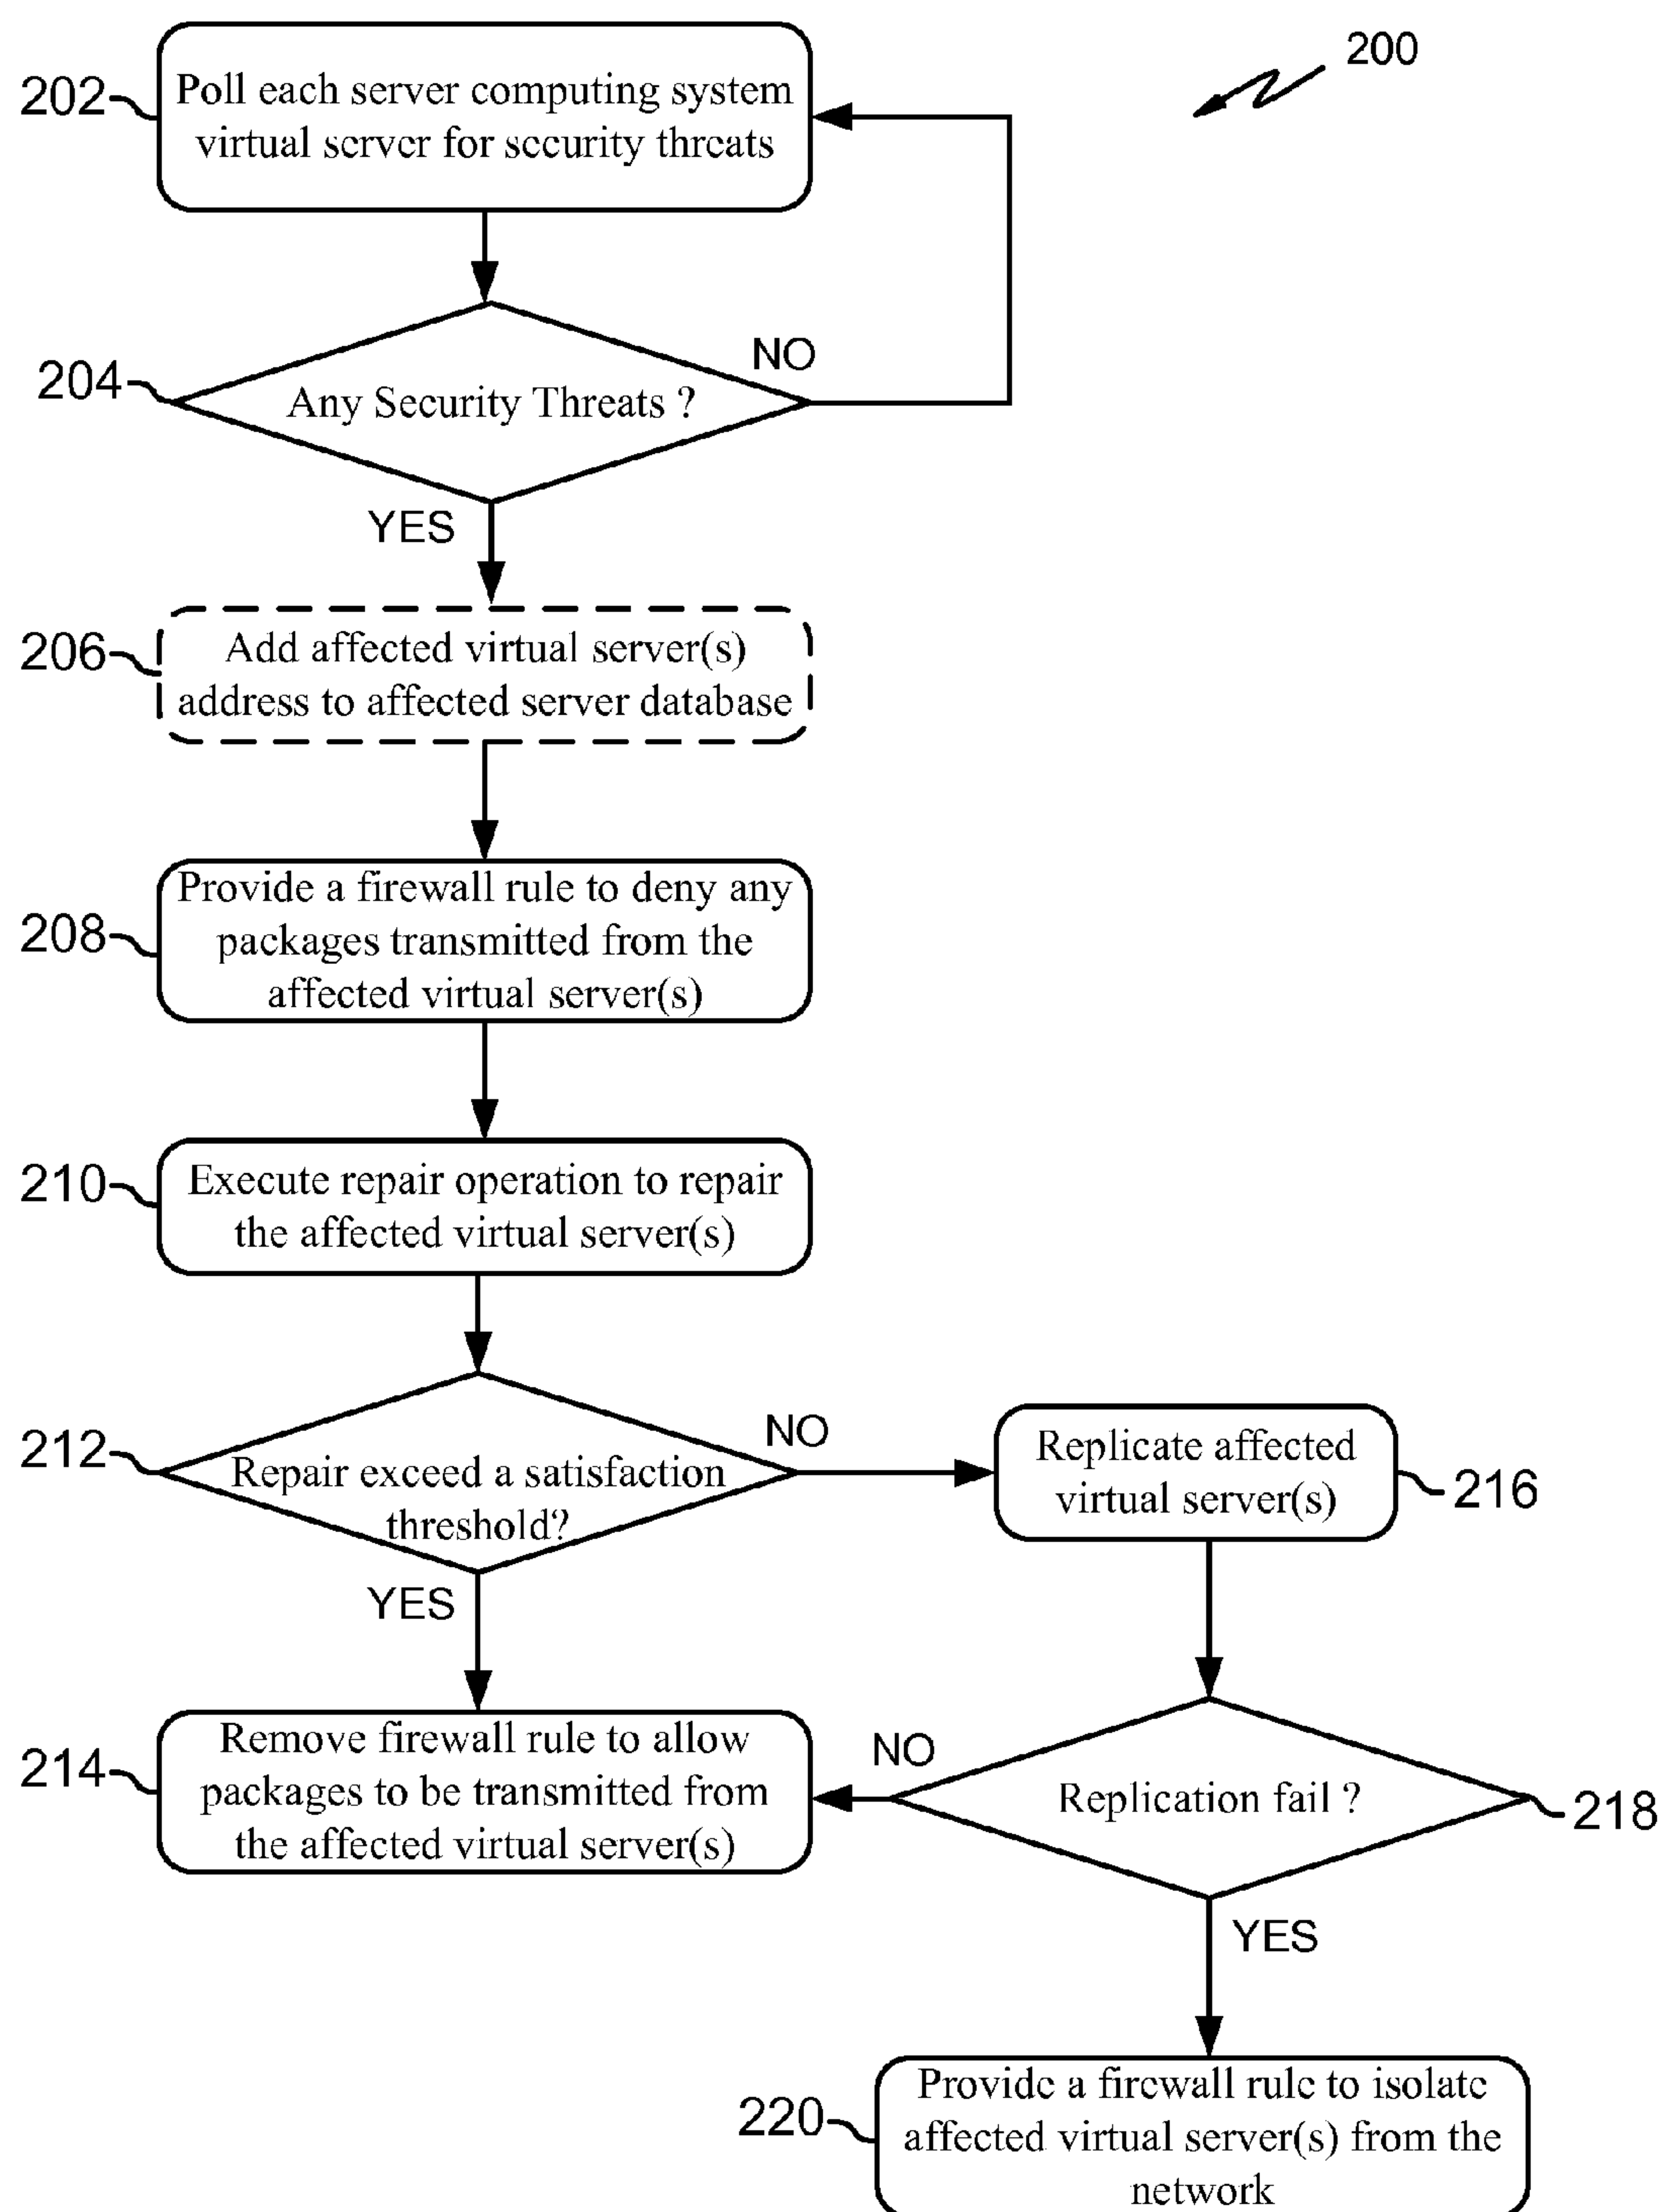 200
202
Poll each server computing system
virtual server for security threats
204
Any Security Threats ?
NO
YES
206
Add affected virtual server(s)
address to affected server database
208
Provide a firewall rule to deny any
packages transmitted from the
affected virtual server(s)
210
Execute repair operation to repair
the affected virtual server(s)
212
Repair exceed a satisfaction
threshold?
NO
YES
216
Replicate affected
virtual server(s)
214
Remove firewall rule to allow
packages to be transmitted from
the affected virtual server(s)
NO
218
Replication fail ?
YES
220
Provide a firewall rule to isolate
affected virtual server(s) from the
network